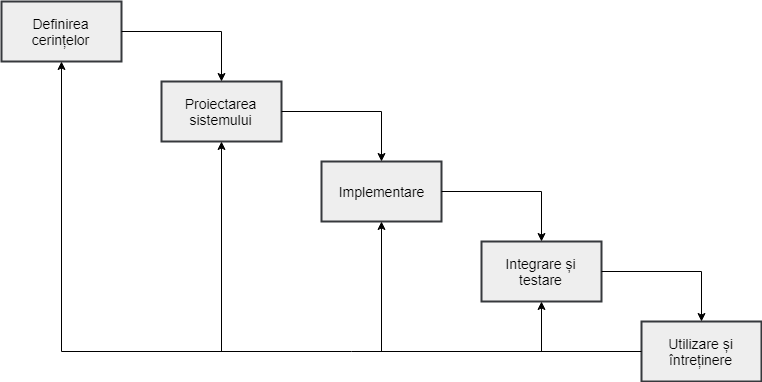 Definirea
cerințelor
Proiectarea
sistemului
Implementare
Integrare și
testare
Utilizare și
întreținere